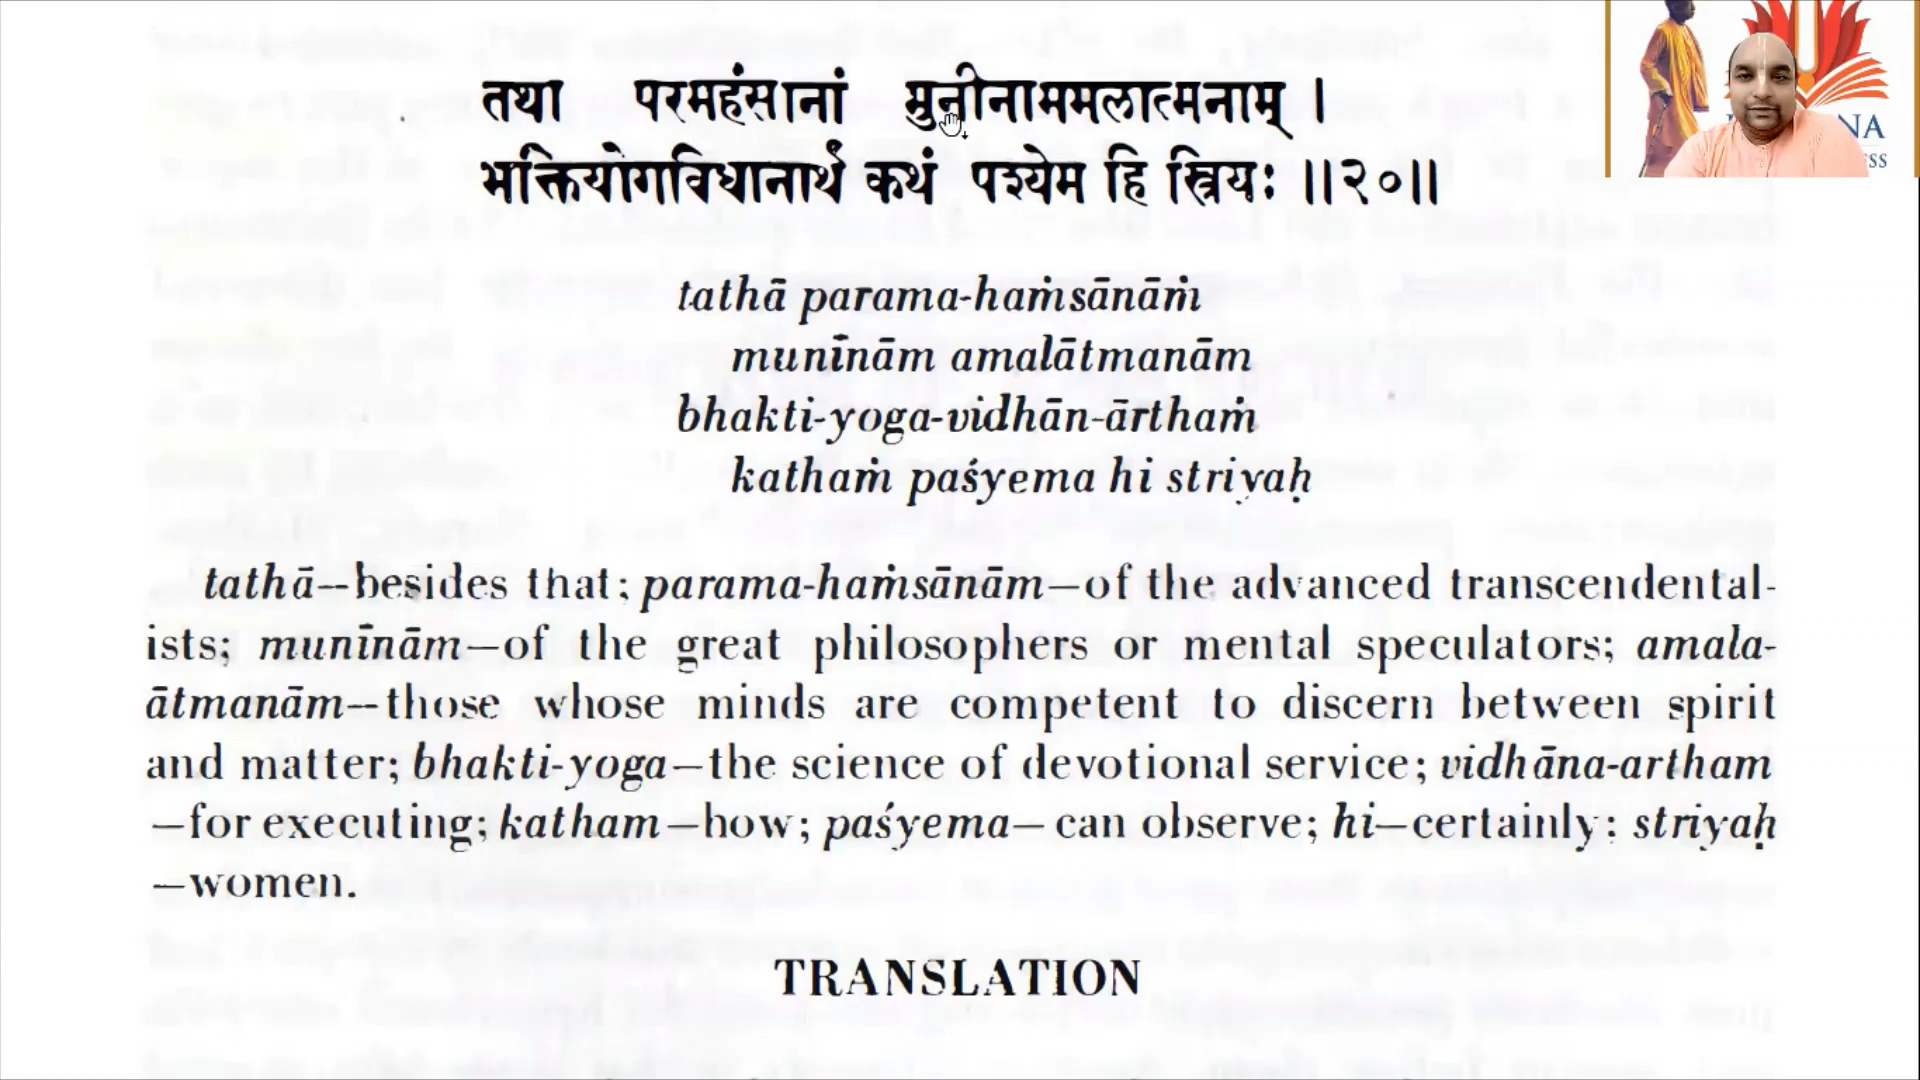 तथा परमहंसानां मुनीनाममलात्मनाम् ।
भक्तियोगविधानार्थं कथं पश्येम हि स्त्रियः ॥२०॥
tathā parama-haṁsānāṁ
munīnām amalātmanām
bhakti-yoga-vidhān-ārthaṁ
kathaṁ paśyema hi striyaḥ
tathā—besides that; parama-haṁsānām—of the advanced transcendental-
ists; munīnām—of the great philosophers or mental speculators; amala-
ātmanām—those whose minds are competent to discern between spirit
and matter; bhakti-yoga—the science of devotional service; vidhāna-artham
—for executing; katham—how; paśyema—can observe; hi—certainly; striyaḥ
—women.
TRANSLATION